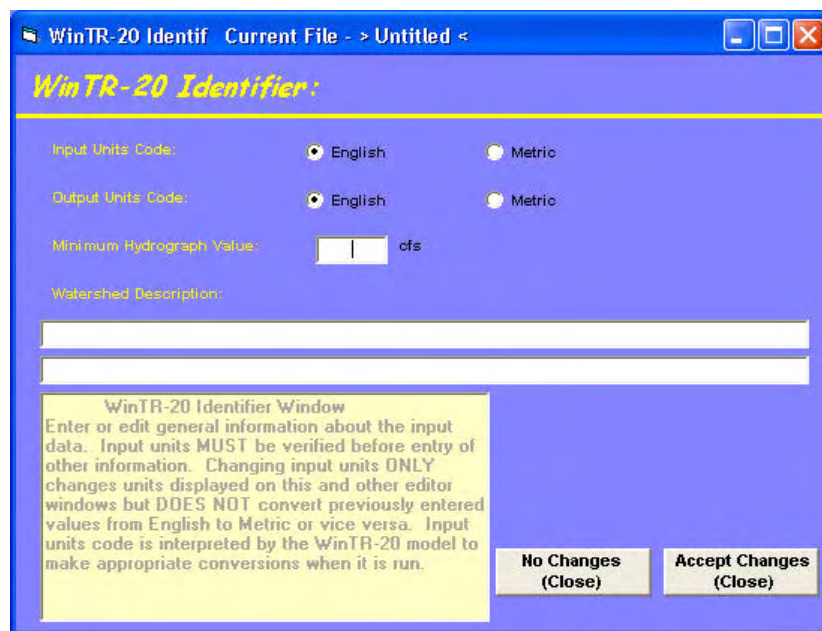 WinTR-20 Identif Current File - > Untitled <
WinTR-20 Identifier:
Input Units Code: English Metric
Output Units Code: English Metric
Minimum Hydrograph Value: cfs
Watershed Description:
WinTR-20 Identifier Window
Enter or edit general information about the input
data. Input units MUST be verified before entry of
other information. Changing input units ONLY
changes units displayed on this and other editor
windows but DOES NOT convert previously entered
values from English to Metric or vice versa. Input
units code is interpreted by the WinTR-20 model to
make appropriate conversions when it is run.
No Changes
(Close)
Accept Changes
(Close)